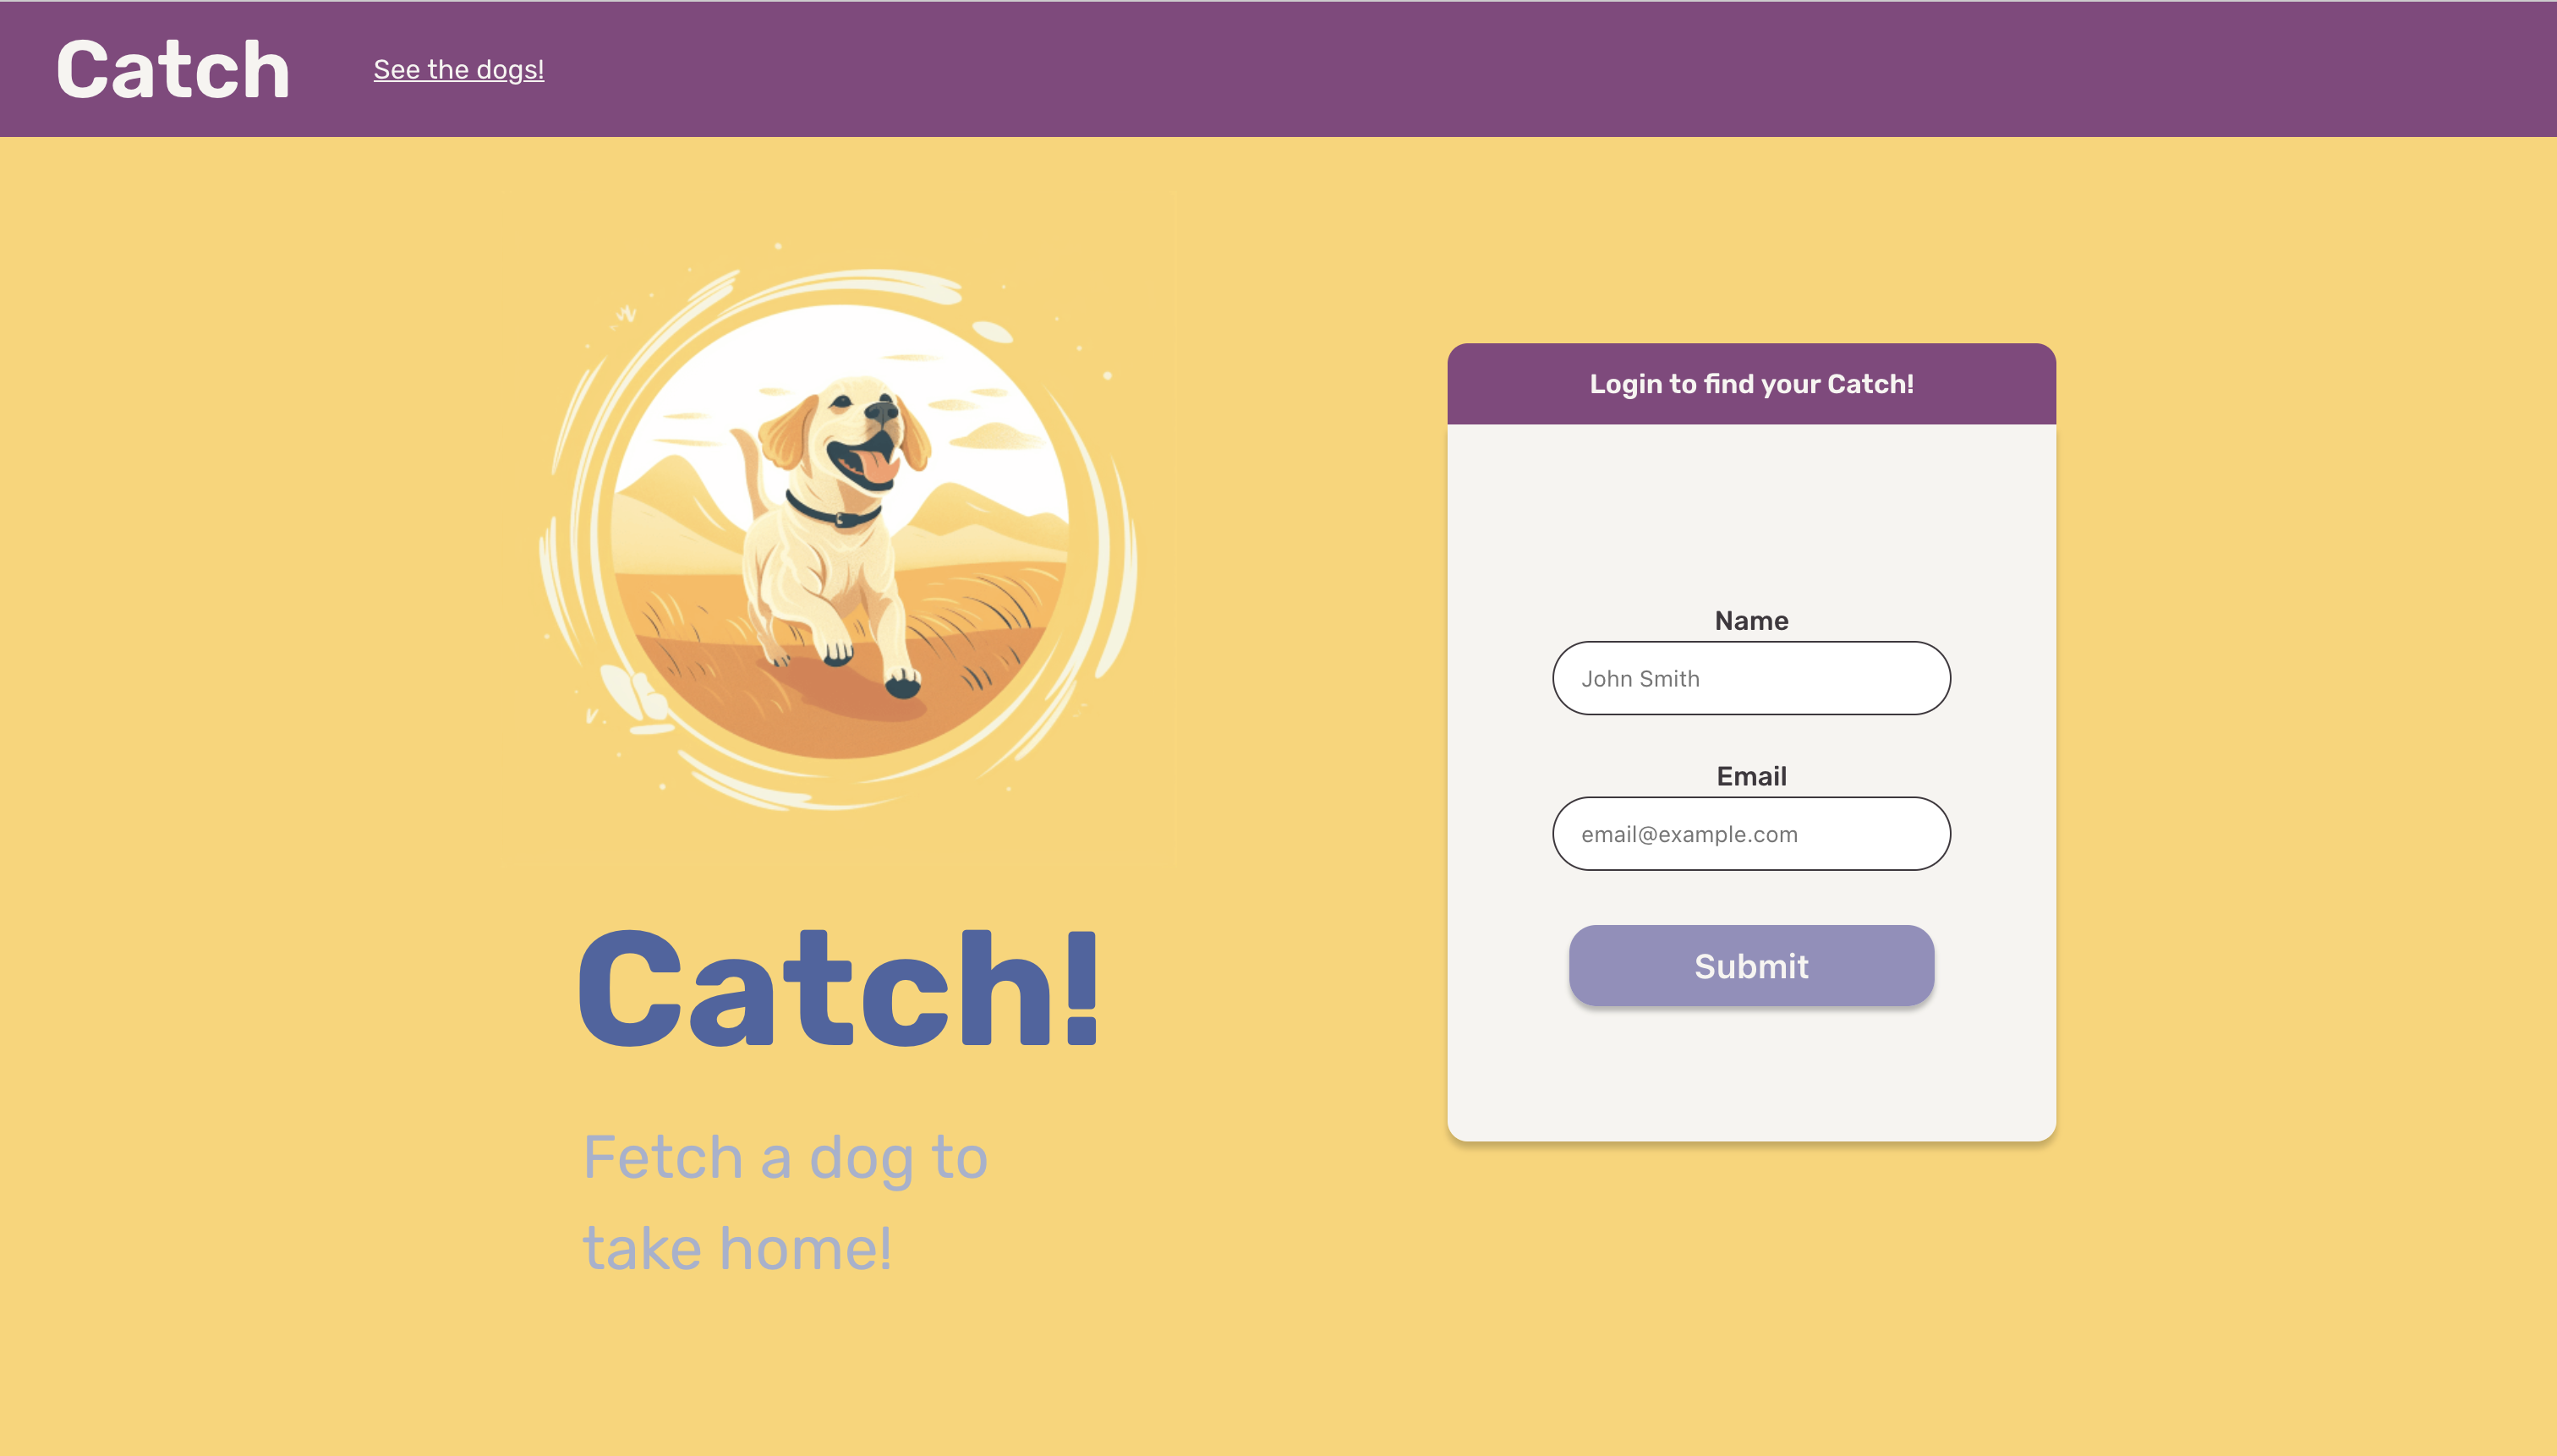 Catch
See the dogs!
Login to find your Catch!
Name
John Smith
Email
email@example.com
Submit
Catch!
Fetch a dog to
take home!